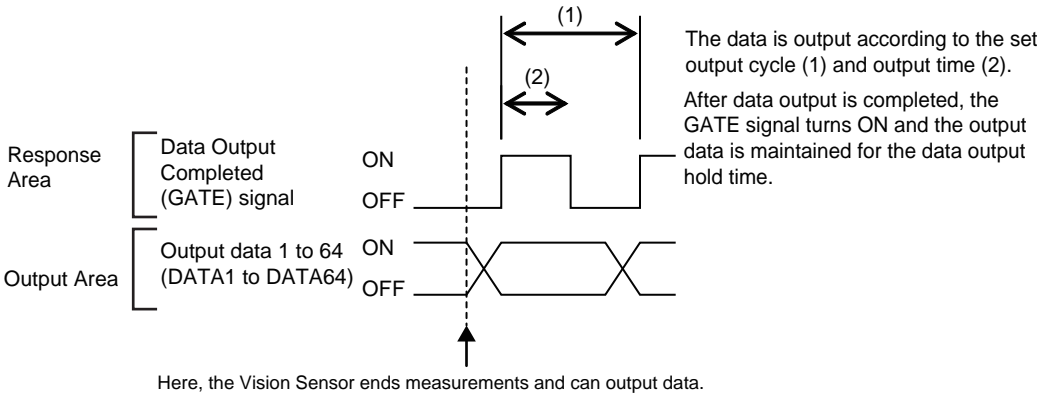 (1)
The data is output according to the set
output cycle (1) and output time (2).
(2)
After data output is completed, the
GATE signal turns ON and the output
data is maintained for the data output
hold time.
Response
Area
Data Output
Completed
(GATE) signal
ON
OFF
Output Area
Output data 1 to 64
(DATA1 to DATA64)
ON
OFF
Here, the Vision Sensor ends measurements and can output data.